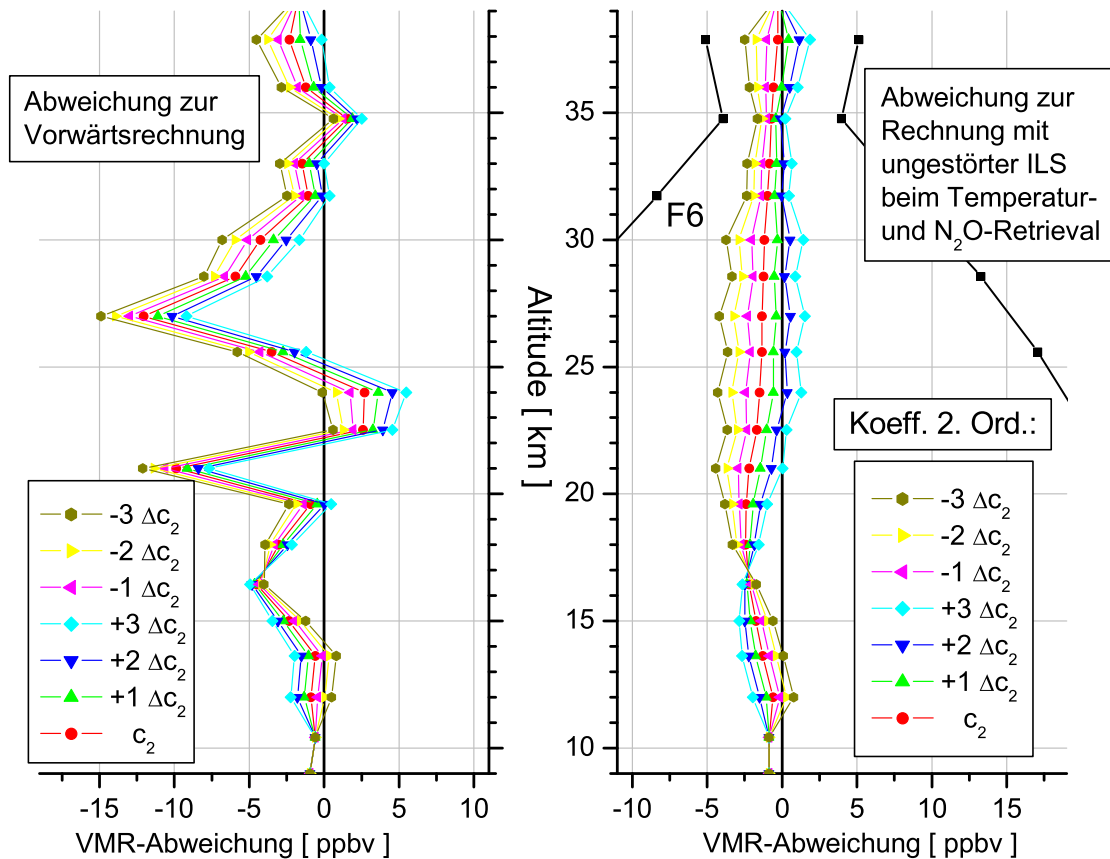 Abweichung zur
Vorwärtsrechnung
-3 Δc₂
-2 Δc₂
-1 Δc₂
+3 Δc₂
+2 Δc₂
+1 Δc₂
c₂
-15 -10 -5 0 5 10
VMR-Abweichung [ ppbv ]
Altitude [ km ]
35
30
25
20
15
10
F6
Abweichung zur
Rechnung mit
ungestörter ILS
beim Temperatur-
und N₂O-Retrieval
Koeff. 2. Ord.:
-3 Δc₂
-2 Δc₂
-1 Δc₂
+3 Δc₂
+2 Δc₂
+1 Δc₂
c₂
-10 -5 0 5 10 15
VMR-Abweichung [ ppbv ]